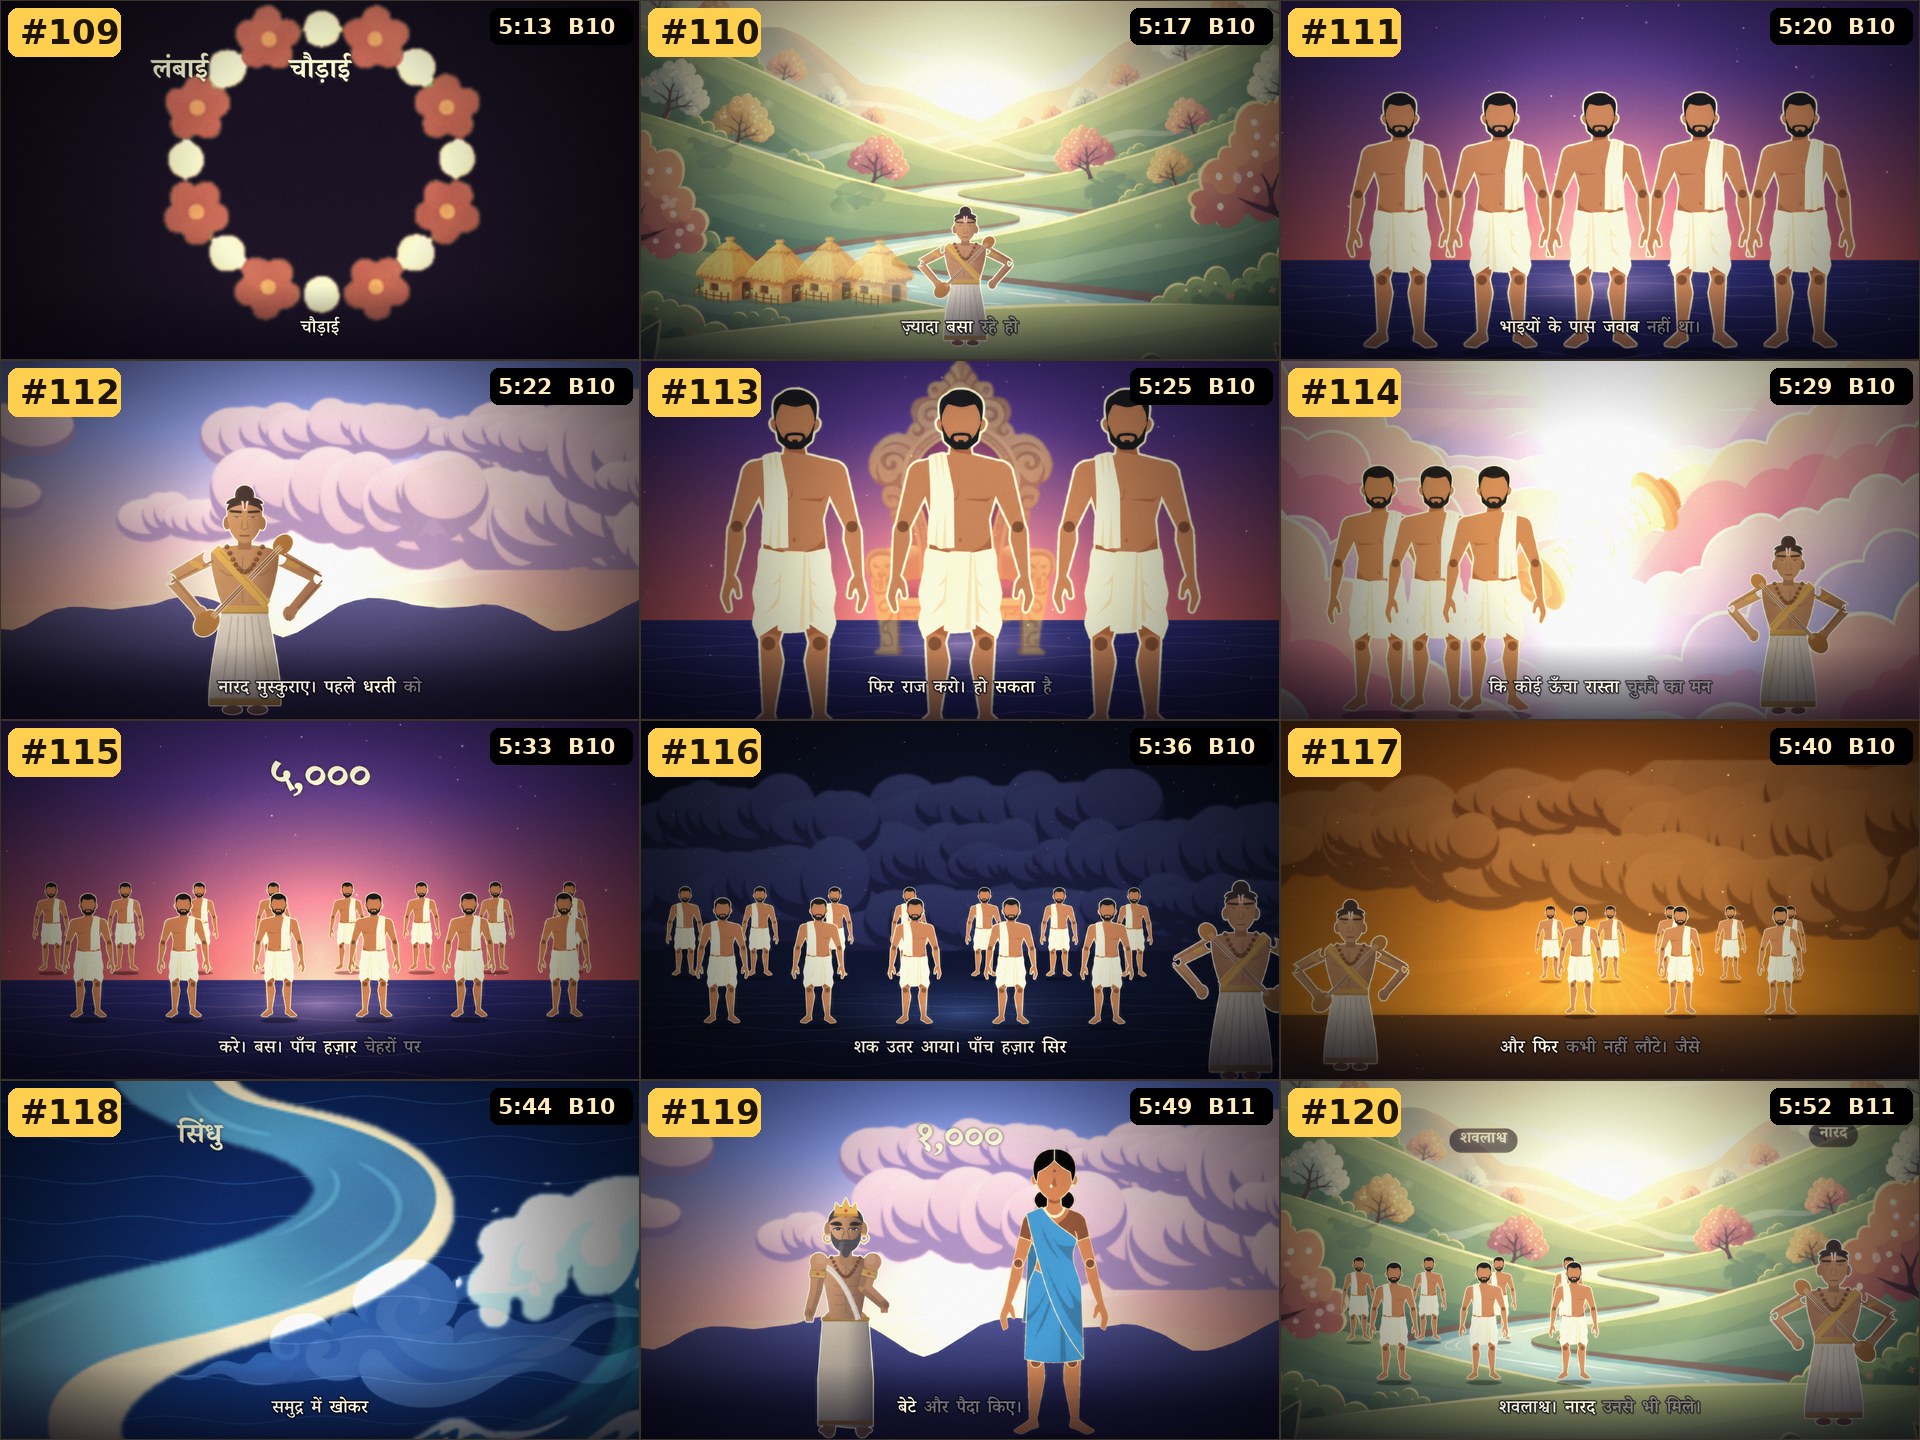 #109
5:13 B10
लंबाई चौड़ाई
चौड़ाई
#110
5:17 B10
ज़्यादा बसा रहे हो
#111
5:20 B10
भाइयों के पास जवाब नहीं था।
#112
5:22 B10
नारद मुस्कुराए। पहले धरती को
#113
5:25 B10
फिर राज करो। हो सकता है
#114
5:29 B10
कि कोई ऊँचा रास्ता चुनने का मन
#115
5:33 B10
५,०००
करे। बस। पाँच हज़ार चेहरों पर
#116
5:36 B10
शक उतर आया। पाँच हज़ार सिर
#117
5:40 B10
और फिर कभी नहीं लौटे। जैसे
#118
5:44 B10
सिंधु
समुद्र में खोकर
#119
5:49 B11
१,०००
बेटे और पैदा किए।
#120
5:52 B11
शवलाश्व
नारद
शवलाश्व। नारद उनसे भी मिले।